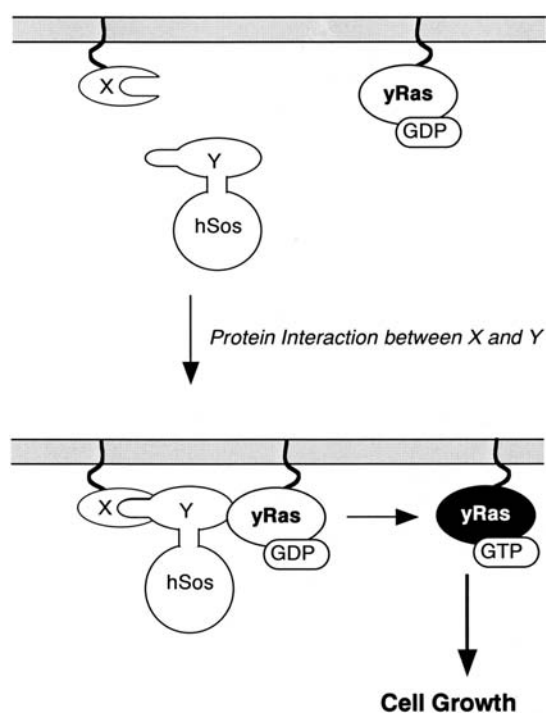 X
yRas
GDP
Y
hSos
Protein Interaction between X and Y
X
Y
yRas
GDP
hSos
yRas
GTP
Cell Growth